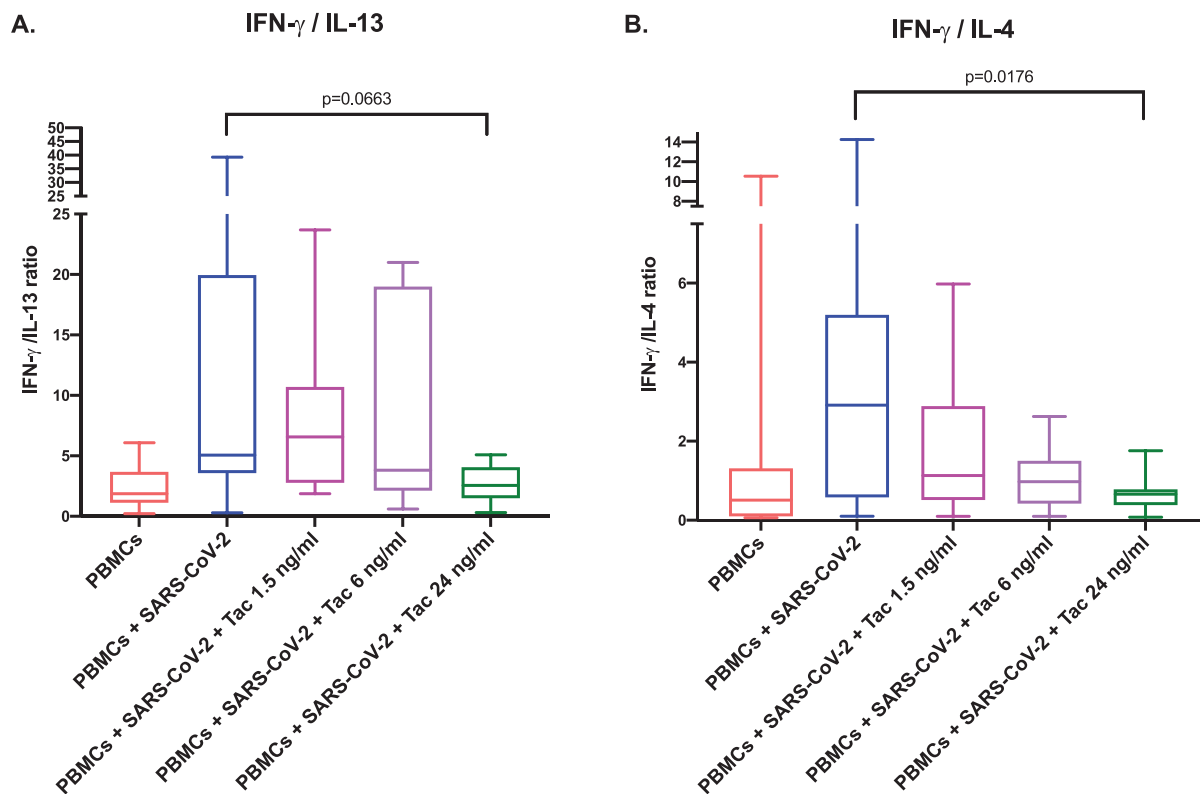 A.
IFN-γ / IL-13
p=0.0663
IFN-γ /IL-13 ratio
50
45
40
35
30
25
25
20
15
10
5
0
PBMCs
PBMCs + SARS-CoV-2
PBMCs + SARS-CoV-2 + Tac 1.5 ng/ml
PBMCs + SARS-CoV-2 + Tac 6 ng/ml
PBMCs + SARS-CoV-2 + Tac 24 ng/ml
B.
IFN-γ / IL-4
p=0.0176
IFN-γ /IL-4 ratio
14
12
10
8
6
4
2
0
PBMCs
PBMCs + SARS-CoV-2
PBMCs + SARS-CoV-2 + Tac 1.5 ng/ml
PBMCs + SARS-CoV-2 + Tac 6 ng/ml
PBMCs + SARS-CoV-2 + Tac 24 ng/ml